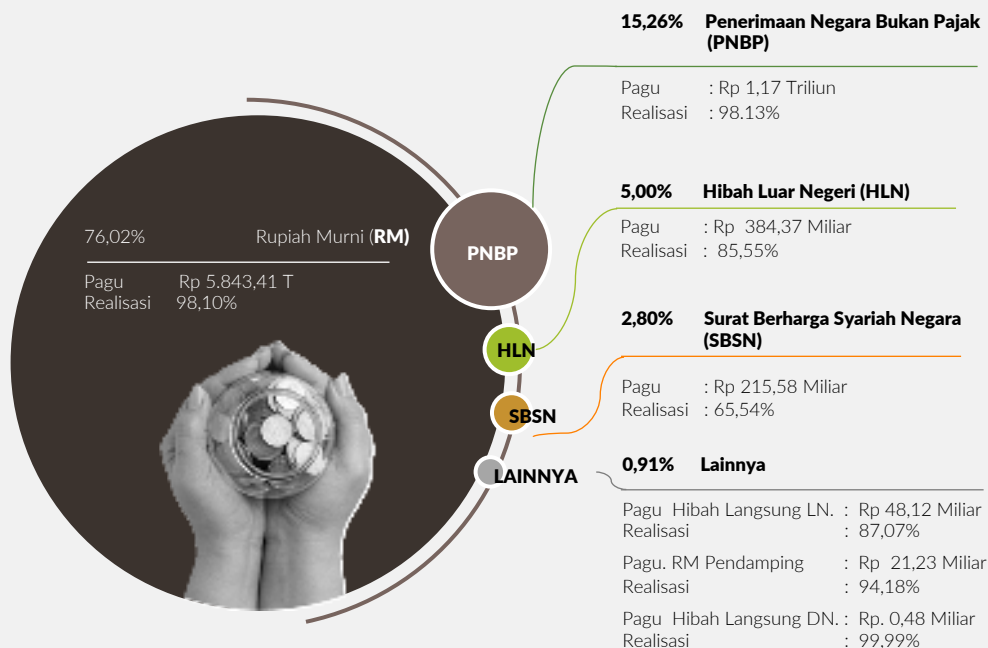 76,02% Rupiah Murni (RM)
Pagu Rp 5.843,41 T
Realisasi 98,10%
PNBP
HLN
SBSN
LAINNYA
15,26% Penerimaan Negara Bukan Pajak
(PNBP)
Pagu : Rp 1,17 Triliun
Realisasi : 98.13%
5,00% Hibah Luar Negeri (HLN)
Pagu : Rp 384,37 Miliar
Realisasi : 85,55%
2,80% Surat Berharga Syariah Negara
(SBSN)
Pagu : Rp 215,58 Miliar
Realisasi : 65,54%
0,91% Lainnya
Pagu Hibah Langsung LN. : Rp 48,12 Miliar
Realisasi : 87,07%
Pagu. RM Pendamping : Rp 21,23 Miliar
Realisasi : 94,18%
Pagu Hibah Langsung DN. : Rp. 0,48 Miliar
Realisasi : 99,99%